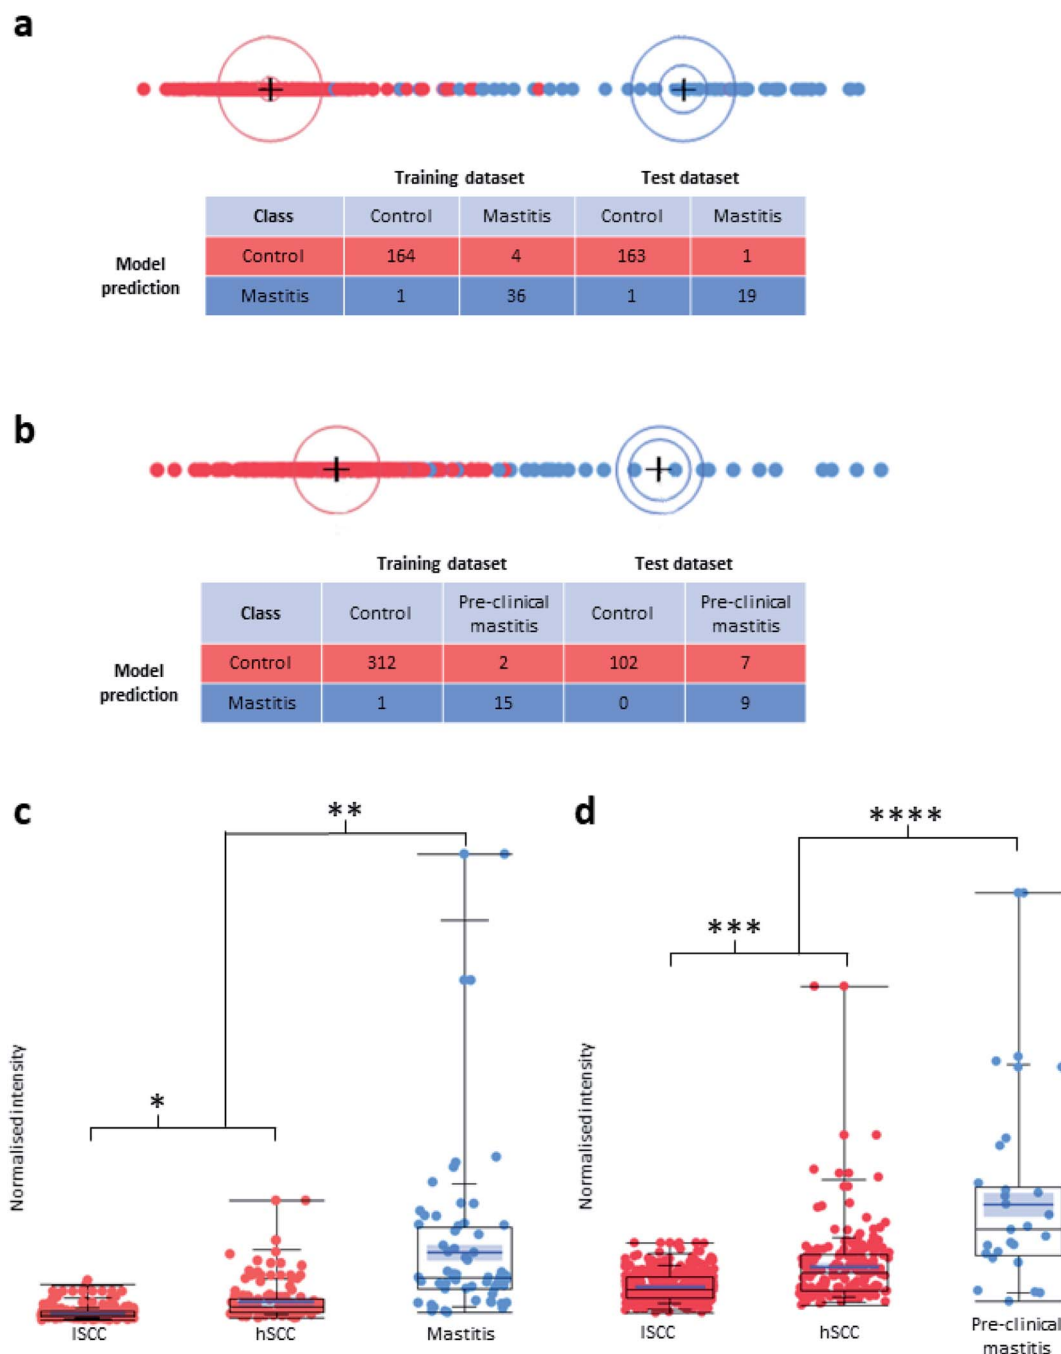 a
Training dataset Test dataset
Class Control Mastitis Control Mastitis
Model prediction
Control 164 4 163 1
Mastitis 1 36 1 19
b
Training dataset Test dataset
Class Control Pre-clinical mastitis Control Pre-clinical mastitis
Model prediction
Control 312 2 102 7
Mastitis 1 15 0 9
c
**
*
Normalised intensity
lSCC hSCC Mastitis
d
****
***
Normalised intensity
lSCC hSCC Pre-clinical
mastitis